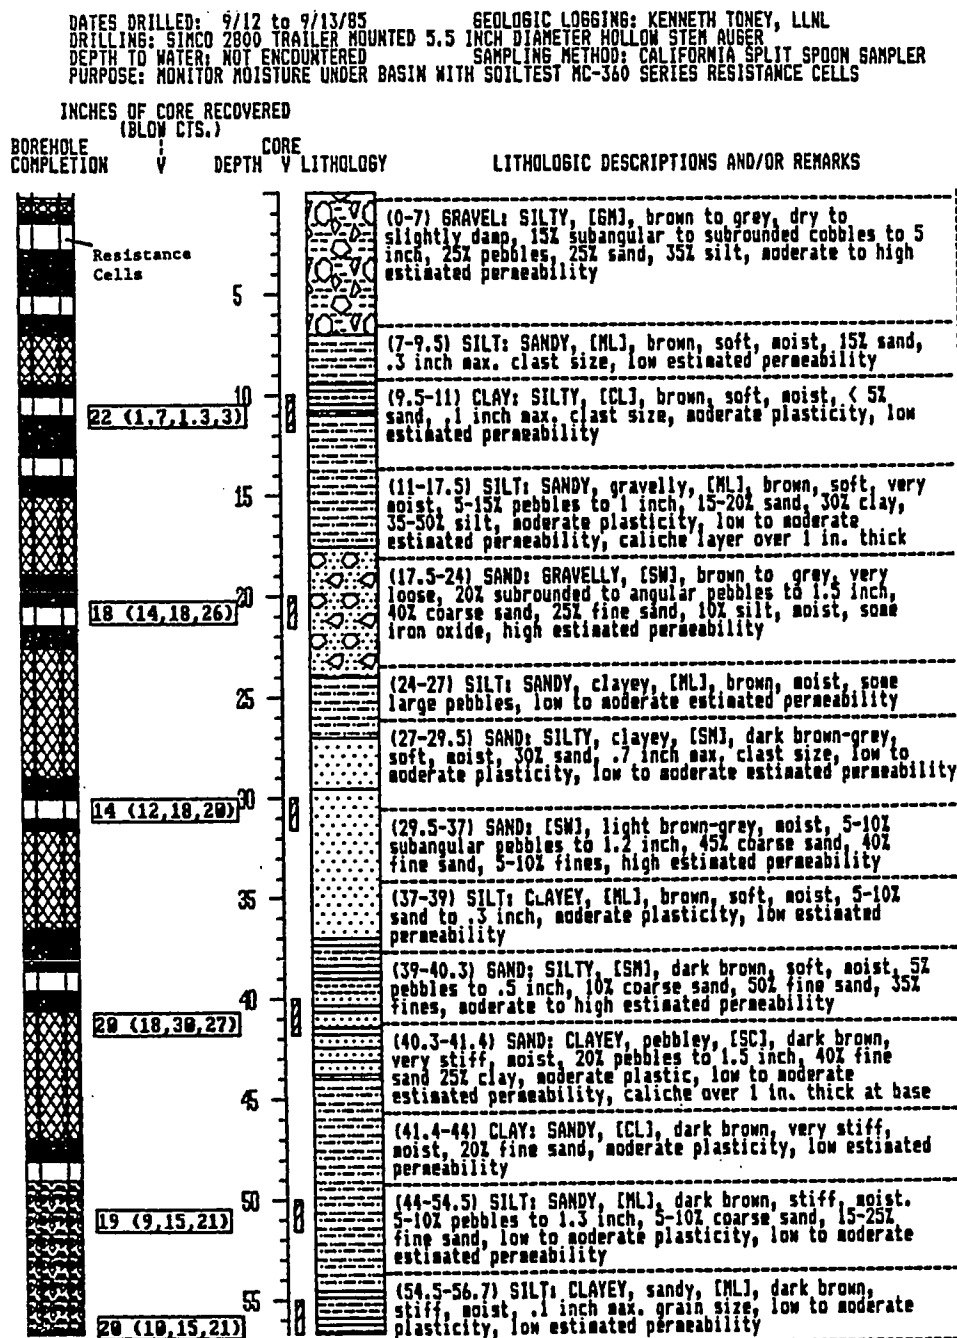 DATES DRILLED: 9/12 to 9/13/85 GEOLOGIC LOGGING: KENNETH TONEY, LLNL
DRILLING: SIMCO 2800 TRAILER MOUNTED 5.5 INCH DIAMETER HOLLOW STEM AUGER
DEPTH TO WATER: NOT ENCOUNTERED SAMPLING METHOD: CALIFORNIA SPLIT SPOON SAMPLER
PURPOSE: MONITOR MOISTURE UNDER BASIN WITH SOILTEST MC-360 SERIES RESISTANCE CELLS
INCHES OF CORE RECOVERED
(BLOW CTS.)
BOREHOLE COMPLETION
DEPTH
CORE
LITHOLOGY
LITHOLOGIC DESCRIPTIONS AND/OR REMARKS
Resistance
Cells
(0-7) GRAVEL: SILTY, [GM], brown to grey, dry to
slightly damp, 15% subangular to subrounded cobbles to 5
inch, 25% pebbles, 25% sand, 35% silt, moderate to high
estimated permeability
5
(7-9.5) SILT: SANDY, [ML], brown, soft, moist, 15% sand,
.3 inch max. clast size, low estimated permeability
10
22 (1.7,1.3,3)
(9.5-11) CLAY: SILTY, [CL], brown, soft, moist, < 5%
sand, .1 inch max. clast size, moderate plasticity, low
estimated permeability
15
(11-17.5) SILT: SANDY, gravelly, [ML], brown, soft, very
moist, 5-15% pebbles to 1 inch, 15-20% sand, 30% clay,
35-50% silt, moderate plasticity, low to moderate
estimated permeability, caliche layer over 1 in. thick
20
18 (14,18,26)
(17.5-24) SAND: GRAVELLY, [SW], brown to grey, very
loose, 20% subrounded to angular pebbles to 1.5 inch,
40% coarse sand, 25% fine sand, 10% silt, moist, some
iron oxide, high estimated permeability
25
(24-27) SILT: SANDY, clayey, [ML], brown, moist, some
large pebbles, low to moderate estimated permeability
(27-29.5) SAND: SILTY, clayey, [SM], dark brown-grey,
soft, moist, 30% sand, .7 inch max. clast size, low to
moderate plasticity, low to moderate estimated permeability
30
14 (12,18,20)
(29.5-37) SAND: [SW], light brown-grey, moist, 5-10%
subangular pebbles to 1.2 inch, 45% coarse sand, 40%
fine sand, 5-10% fines, high estimated permeability
35
(37-39) SILT: CLAYEY, [ML], brown, soft, moist, 5-10%
sand to .3 inch, moderate plasticity, low estimated
permeability
(39-40.3) SAND: SILTY, [SM], dark brown, soft, moist, 5%
pebbles to .5 inch, 10% coarse sand, 50% fine sand, 35%
fines, moderate to high estimated permeability
40
20 (18,30,27)
(40.3-41.4) SAND: CLAYEY, pebbley, [SC], dark brown,
very stiff, moist, 20% pebbles to 1.5 inch, 40% fine
sand 25% clay, moderate plastic, low to moderate
estimated permeability, caliche over 1 in. thick at base
45
(41.4-44) CLAY: SANDY, [CL], dark brown, very stiff,
moist, 20% fine sand, moderate plasticity, low estimated
permeability
50
19 (9,15,21)
(44-54.5) SILT: SANDY, [ML], dark brown, stiff, moist.
5-10% pebbles to 1.3 inch, 5-10% coarse sand, 15-25%
fine sand, low to moderate plasticity, low to moderate
estimated permeability
55
20 (10,15,21)
(54.5-56.7) SILT: CLAYEY, sandy, [ML], dark brown,
stiff, moist, .1 inch max. grain size, low to moderate
plasticity, low estimated permeability